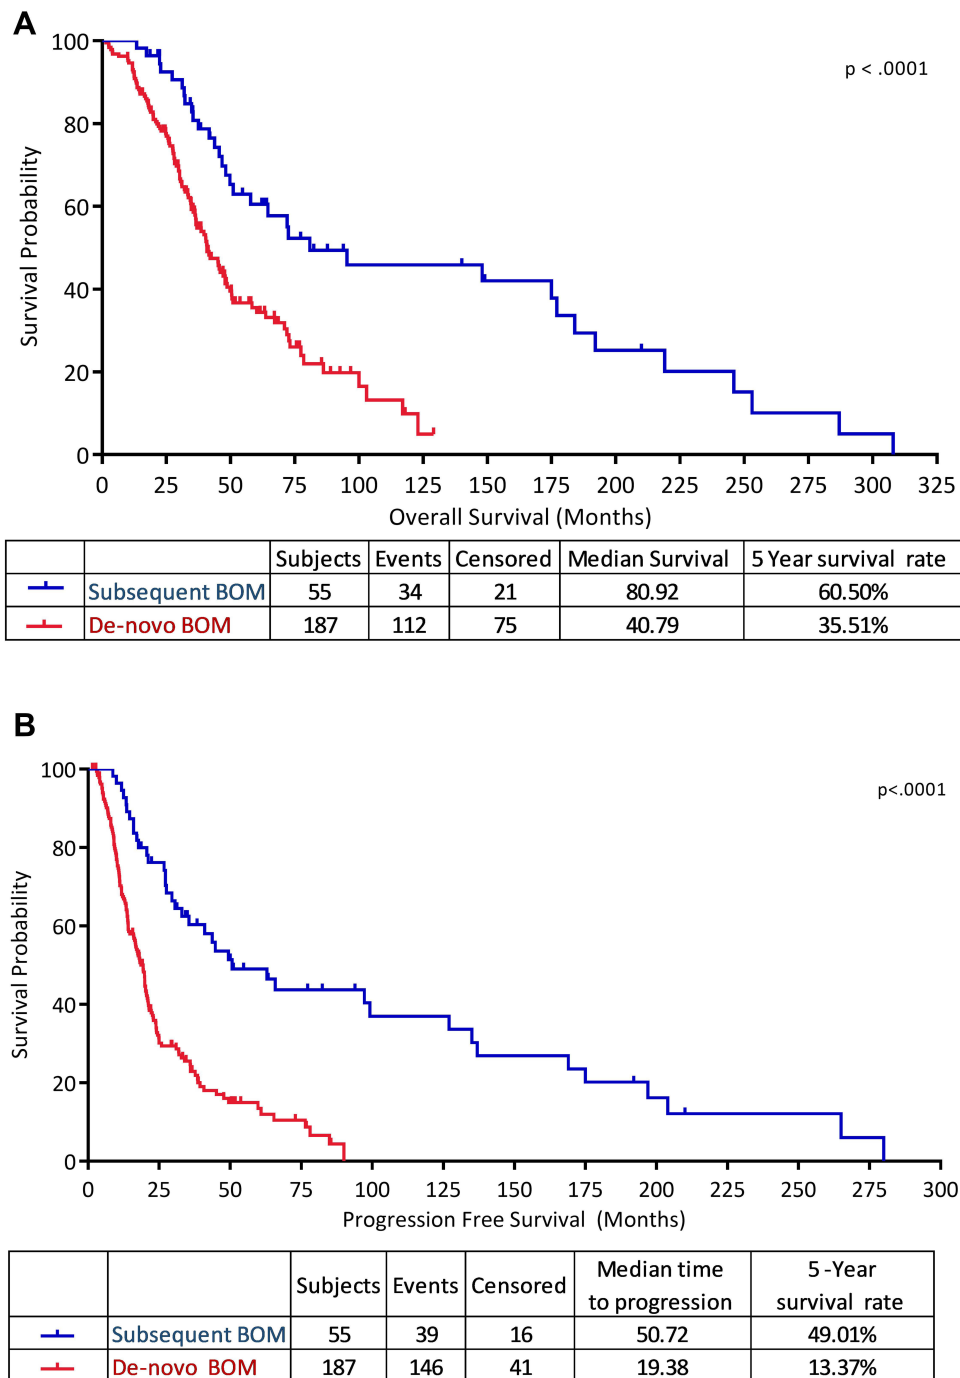 A
100
80
60
40
20
0
Survival Probability
p < .0001
0 25 50 75 100 125 150 175 200 225 250 275 300 325
Overall Survival (Months)
Subjects Events Censored Median Survival 5 Year survival rate
Subsequent BOM 55 34 21 80.92 60.50%
De-novo BOM 187 112 75 40.79 35.51%
B
100
80
60
40
20
0
Survival Probability
p<.0001
0 25 50 75 100 125 150 175 200 225 250 275 300
Progression Free Survival (Months)
Subjects Events Censored Median time to progression 5 -Year survival rate
Subsequent BOM 55 39 16 50.72 49.01%
De-novo BOM 187 146 41 19.38 13.37%